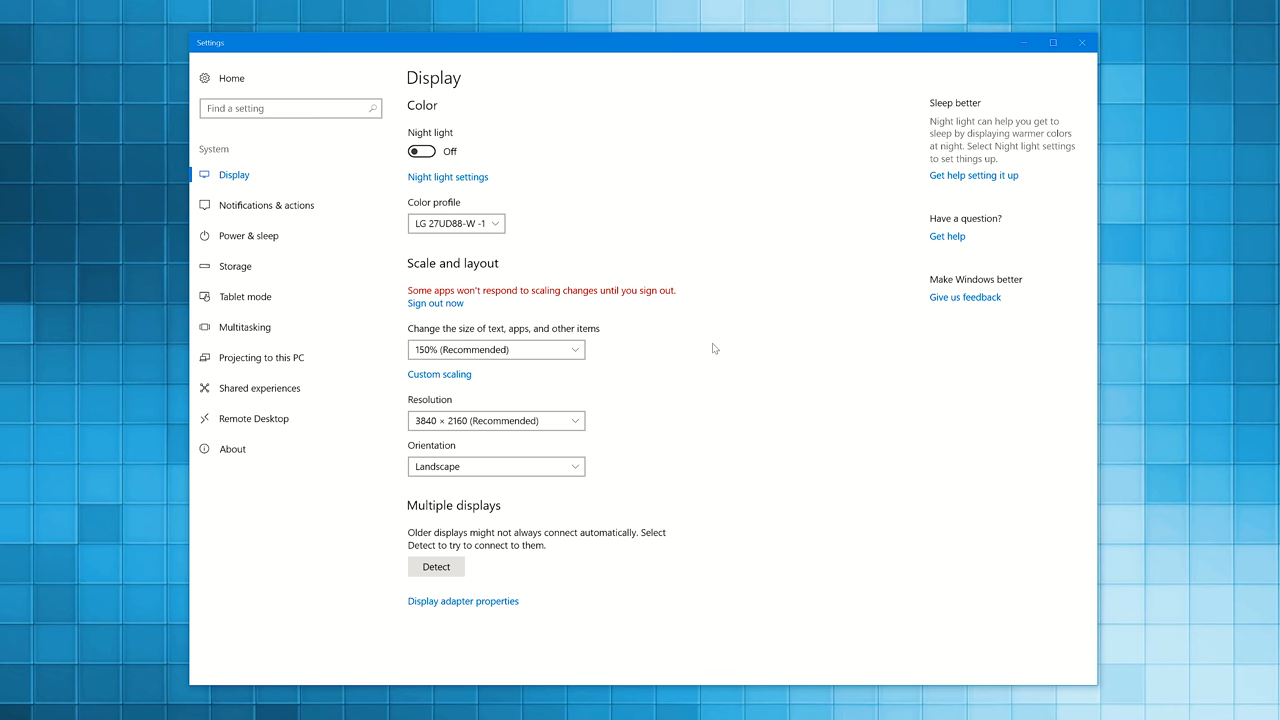 Settings
Home
Find a setting
System
Display
Notifications & actions
Power & sleep
Storage
Tablet mode
Multitasking
Projecting to this PC
Shared experiences
Remote Desktop
About
Display
Color
Night light
Off
Night light settings
Color profile
LG 27UD88-W -1
Scale and layout
Some apps won't respond to scaling changes until you sign out.
Sign out now
Change the size of text, apps, and other items
150% (Recommended)
Custom scaling
Resolution
3840 × 2160 (Recommended)
Orientation
Landscape
Multiple displays
Older displays might not always connect automatically. Select
Detect to try to connect to them.
Detect
Display adapter properties
Sleep better
Night light can help you get to
sleep by displaying warmer colors
at night. Select Night light settings
to set things up.
Get help setting it up
Have a question?
Get help
Make Windows better
Give us feedback